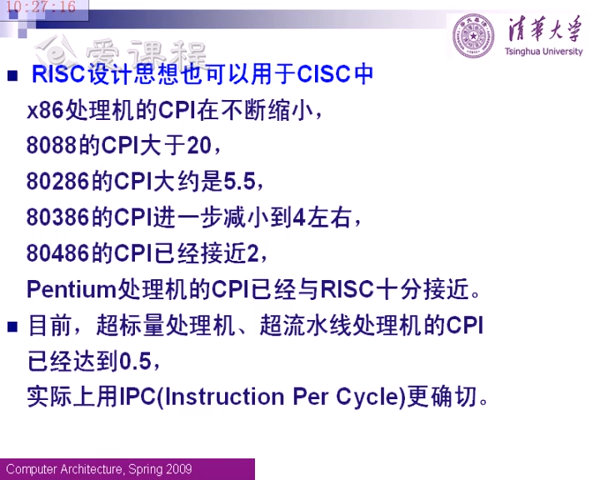 10:27:16
爱课程
清华大学
Tsinghua University
RISC设计思想也可以用于CISC中
x86处理机的CPI在不断缩小，
8088的CPI大于20，
80286的CPI大约是5.5，
80386的CPI进一步减小到4左右，
80486的CPI已经接近2，
Pentium处理机的CPI已经与RISC十分接近。
目前，超标量处理机、超流水线处理机的CPI
已经达到0.5，
实际上用IPC(Instruction Per Cycle)更确切。
Computer Architecture, Spring 2009